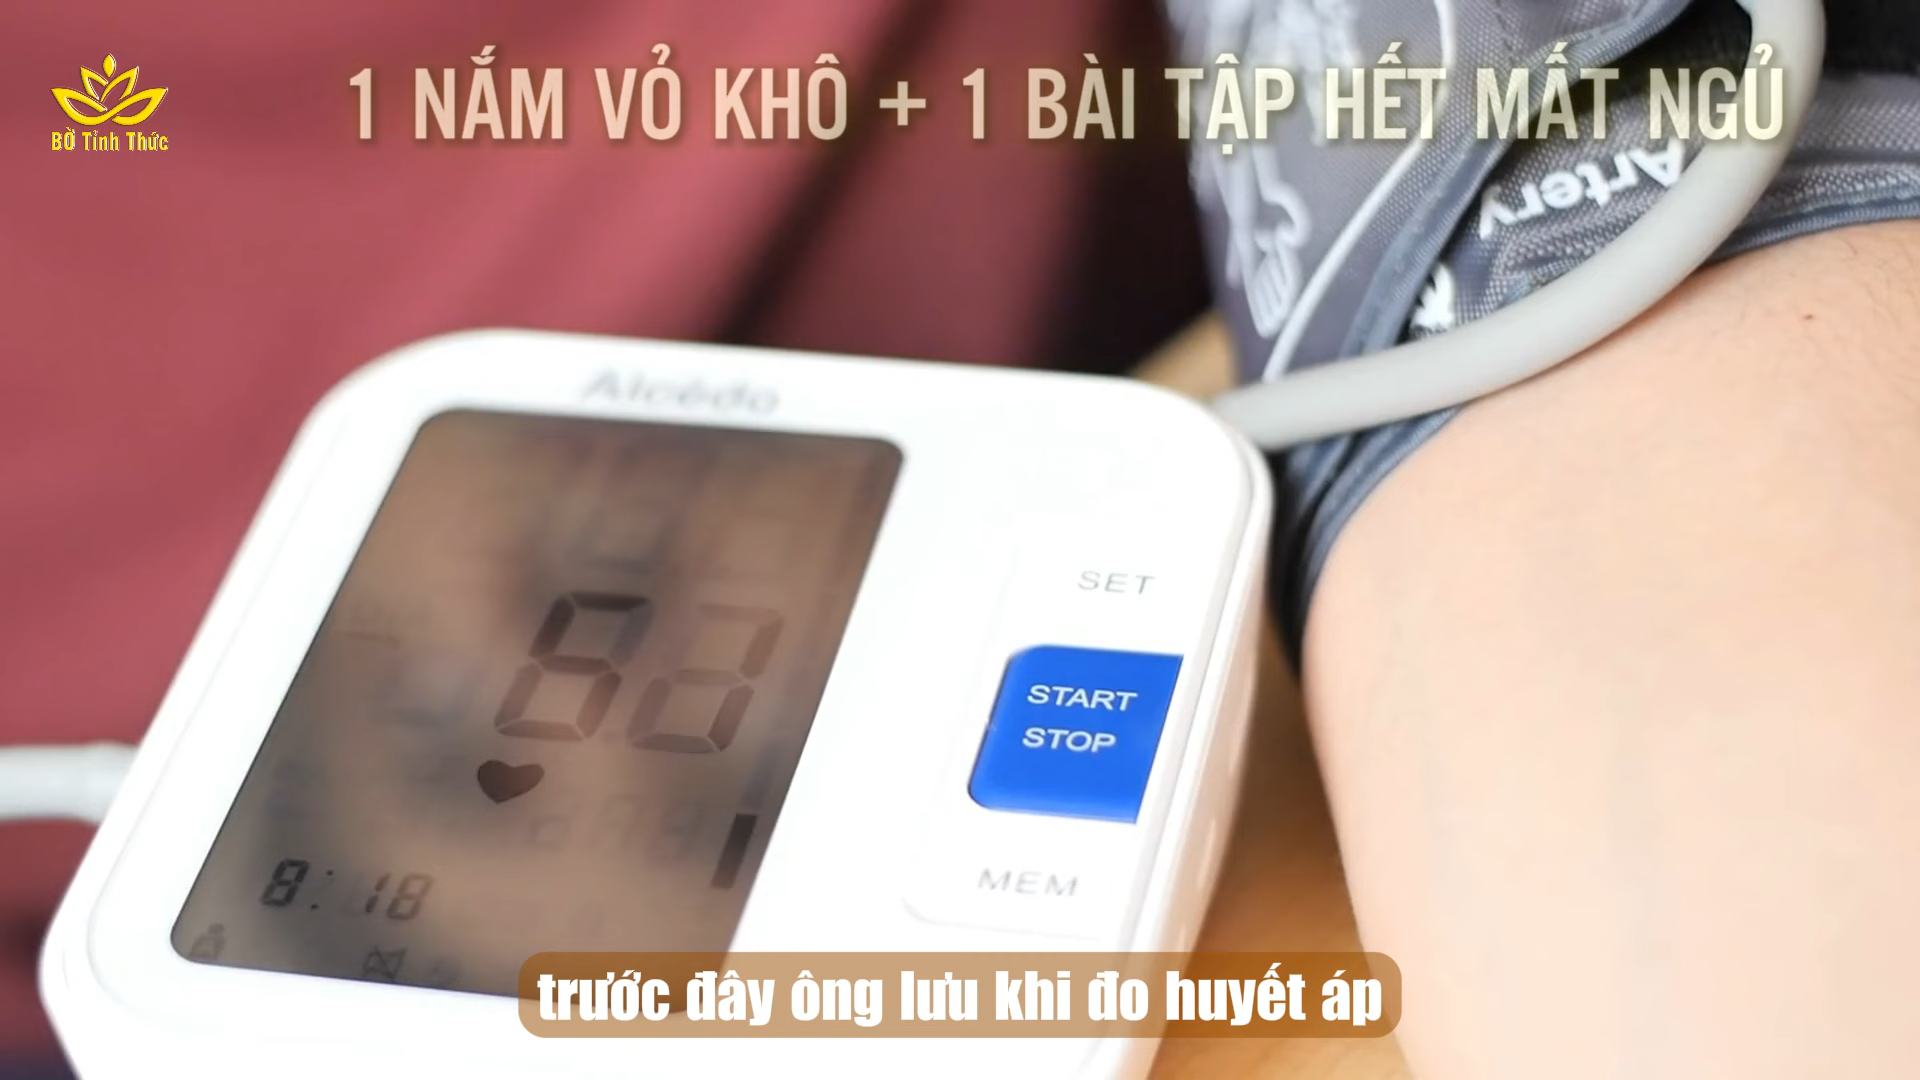 1 NẮM VỎ KHÔ + 1 BÀI TẬP HẾT MẤT NGỦ
BỜ Tỉnh Thức
Artery
Alcedo
SET
START
STOP
MEM
8:18
trước đây ông lưu khi đo huyết áp